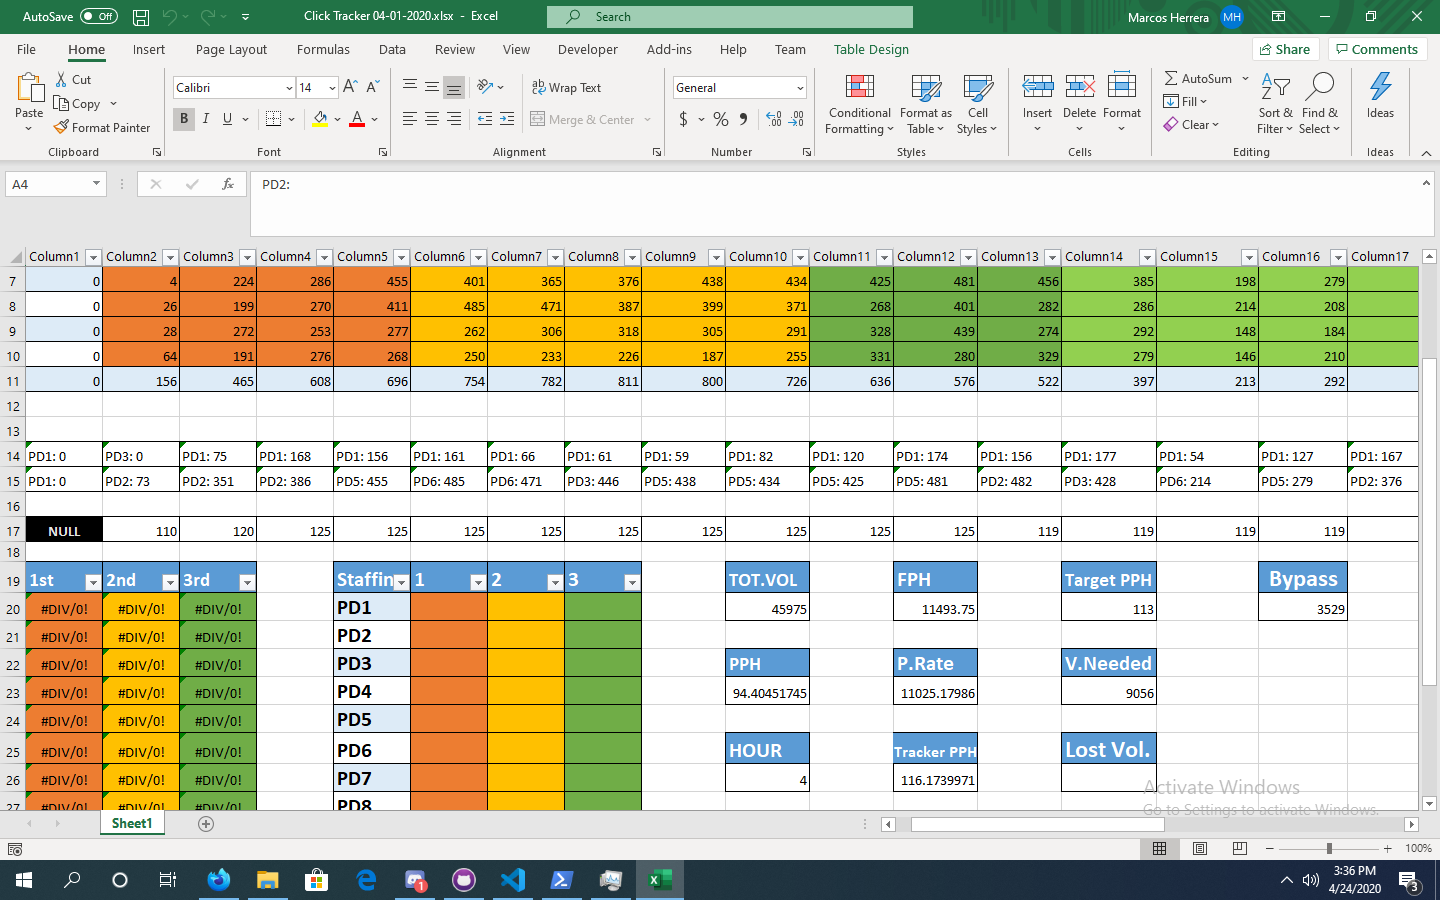 AutoSave Off Click Tracker 04-01-2020.xlsx - Excel Search Marcos Herrera MH
File Home Insert Page Layout Formulas Data Review View Developer Add-ins Help Team Table Design Share Comments
Paste Cut Calibri 14 Wrap Text General Conditional Formatting Format as Table Cell Styles Insert Delete Format AutoSum Sort & Filter Find & Select Ideas
Copy Fill
Format Painter B I U A Merge & Center $ % Clear
Clipboard Font Alignment Number Styles Cells Editing Ideas
A4 fx PD2:
Column1 Column2 Column3 Column4 Column5 Column6 Column7 Column8 Column9 Column10 Column11 Column12 Column13 Column14 Column15 Column16 Column17
7 0 4 224 286 455 401 365 376 438 434 425 481 456 385 198 279
8 0 26 199 270 411 485 471 387 399 371 268 401 282 286 214 208
9 0 28 272 253 277 262 306 318 305 291 328 439 274 292 148 184
10 0 64 191 276 268 250 233 226 187 255 331 280 329 279 146 210
11 0 156 465 608 696 754 782 811 800 726 636 576 522 397 213 292
12
13
14 PD1: 0 PD3: 0 PD1: 75 PD1: 168 PD1: 156 PD1: 161 PD1: 66 PD1: 61 PD1: 59 PD1: 82 PD1: 120 PD1: 174 PD1: 156 PD1: 177 PD1: 54 PD1: 127 PD1: 167
15 PD1: 0 PD2: 73 PD2: 351 PD2: 386 PD5: 455 PD6: 485 PD6: 471 PD3: 446 PD5: 438 PD5: 434 PD5: 425 PD5: 481 PD2: 482 PD3: 428 PD6: 214 PD5: 279 PD2: 376
16
17 NULL 110 120 125 125 125 125 125 125 125 125 125 119 119 119 119
18
19 1st 2nd 3rd Staffin 1 2 3 TOT.VOL FPH Target PPH Bypass
20 #DIV/0! #DIV/0! #DIV/0! PD1 45975 11493.75 113 3529
21 #DIV/0! #DIV/0! #DIV/0! PD2
22 #DIV/0! #DIV/0! #DIV/0! PD3 PPH P.Rate V.Needed
23 #DIV/0! #DIV/0! #DIV/0! PD4 94.40451745 11025.17986 9056
24 #DIV/0! #DIV/0! #DIV/0! PD5
25 #DIV/0! #DIV/0! #DIV/0! PD6 HOUR Tracker PPH Lost Vol.
26 #DIV/0! #DIV/0! #DIV/0! PD7 4 116.1739971
27 #DIV/0! #DIV/0! #DIV/0! PD8
Activate Windows
Go to Settings to activate Windows.
Sheet1
100%
3:36 PM
4/24/2020
1
3